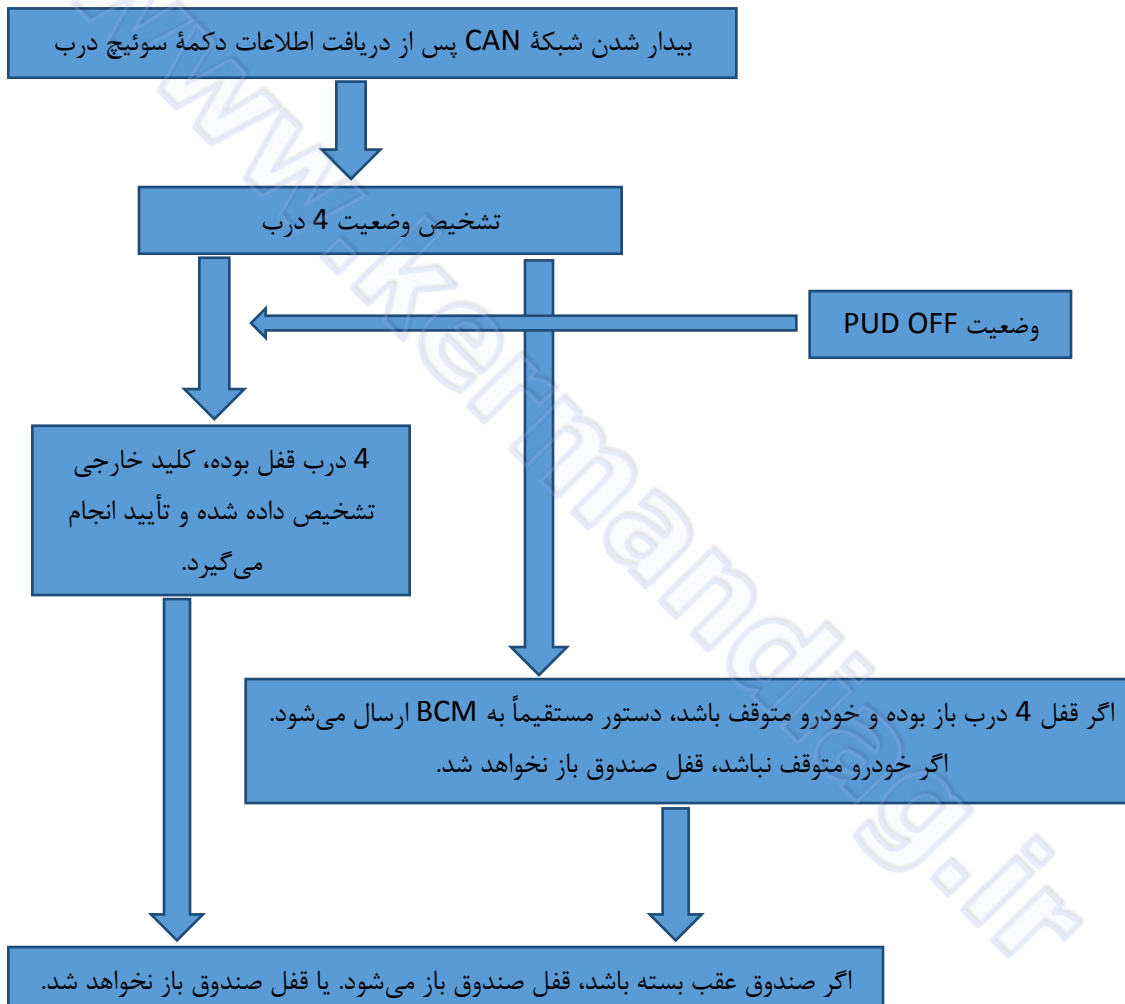 بیدار شدن شبکهٔ CAN پس از دریافت اطلاعات دکمهٔ سوئیچ درب
تشخیص وضعیت 4 درب
وضعیت PUD OFF
4 درب قفل بوده، کلید خارجی
تشخیص داده شده و تأیید انجام
می‌گیرد.
اگر قفل 4 درب باز بوده و خودرو متوقف باشد، دستور مستقیماً به BCM ارسال می‌شود.
اگر خودرو متوقف نباشد، قفل صندوق باز نخواهد شد.
اگر صندوق عقب بسته باشد، قفل صندوق باز می‌شود. یا قفل صندوق باز نخواهد شد.
www.kermandiag.ir